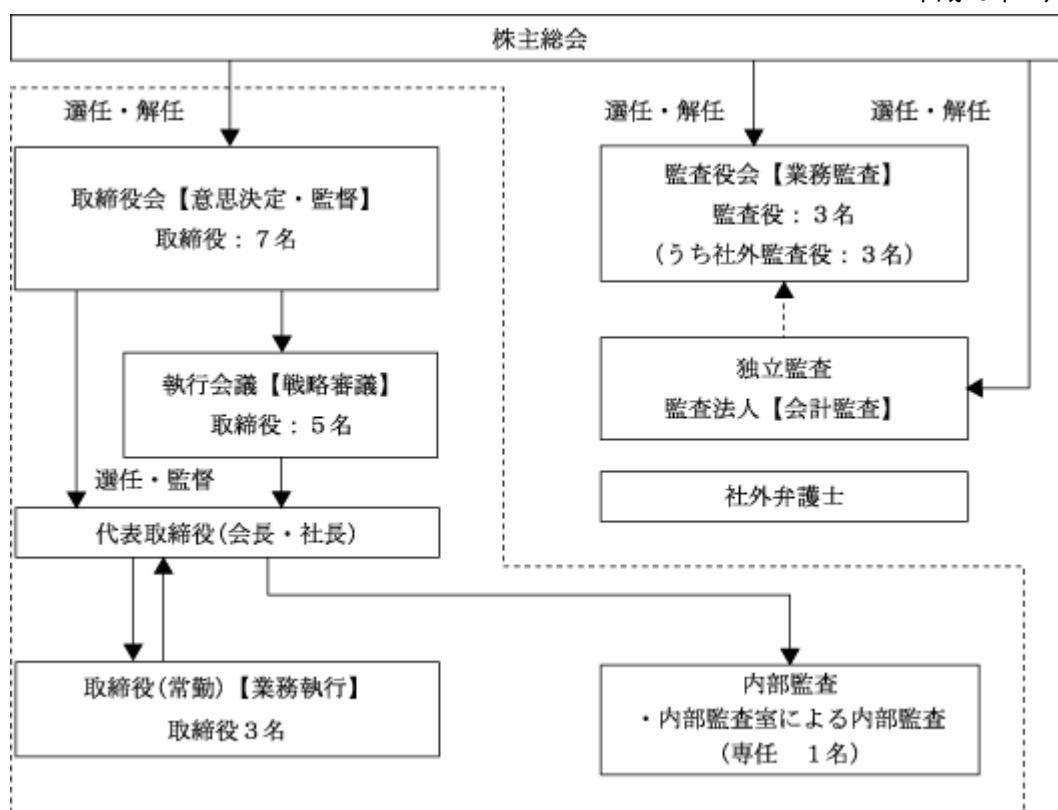 株主総会
選任・解任
選任・解任
選任・解任
取締役会【意思決定・監督】
取締役：７名
監査役会【業務監査】
監査役：３名
(うち社外監査役：３名)
執行会議【戦略審議】
取締役：５名
独立監査
監査法人【会計監査】
選任・監督
社外弁護士
代表取締役(会長・社長)
取締役(常勤)【業務執行】
取締役３名
内部監査
・内部監査室による内部監査
(専任　１名)